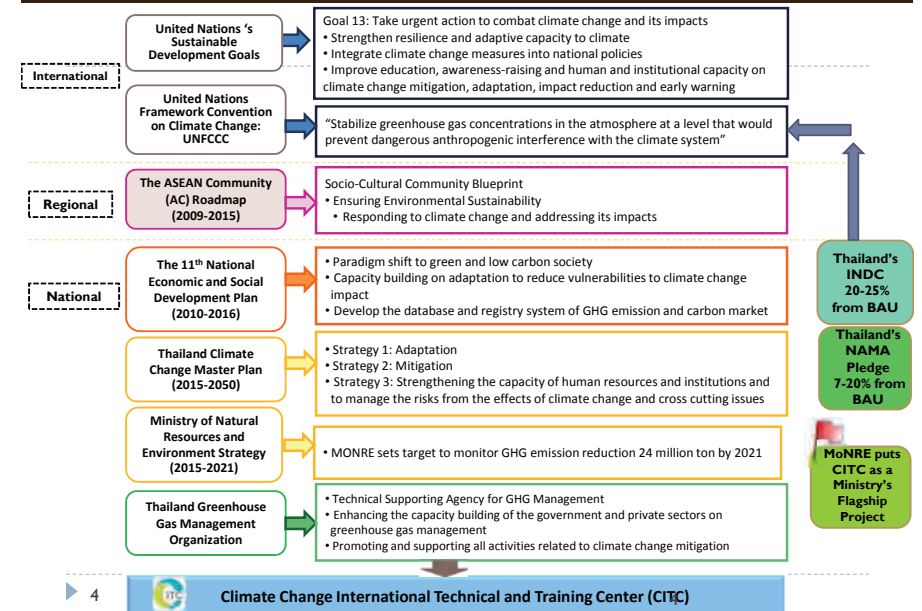 United Nations 's
Sustainable
Development Goals
Goal 13: Take urgent action to combat climate change and its impacts
• Strengthen resilience and adaptive capacity to climate
• Integrate climate change measures into national policies
• Improve education, awareness-raising and human and institutional capacity on
climate change mitigation, adaptation, impact reduction and early warning
International
United Nations
Framework Convention
on Climate Change:
UNFCCC
“Stabilize greenhouse gas concentrations in the atmosphere at a level that would
prevent dangerous anthropogenic interference with the climate system”
Regional
The ASEAN Community
(AC) Roadmap
(2009-2015)
Socio-Cultural Community Blueprint
• Ensuring Environmental Sustainability
• Responding to climate change and addressing its impacts
National
The 11th National
Economic and Social
Development Plan
(2010-2016)
• Paradigm shift to green and low carbon society
• Capacity building on adaptation to reduce vulnerabilities to climate change
impact
• Develop the database and registry system of GHG emission and carbon market
Thailand's
INDC
20-25%
from BAU
Thailand Climate
Change Master Plan
(2015-2050)
• Strategy 1: Adaptation
• Strategy 2: Mitigation
• Strategy 3: Strengthening the capacity of human resources and institutions and
to manage the risks from the effects of climate change and cross cutting issues
Thailand's
NAMA
Pledge
7-20% from
BAU
Ministry of Natural
Resources and
Environment Strategy
(2015-2021)
• MONRE sets target to monitor GHG emission reduction 24 million ton by 2021
MoNRE puts
CITC as a
Ministry's
Flagship
Project
Thailand Greenhouse
Gas Management
Organization
• Technical Supporting Agency for GHG Management
• Enhancing the capacity building of the government and private sectors on
greenhouse gas management
• Promoting and supporting all activities related to climate change mitigation
4
CITC
Climate Change International Technical and Training Center (CITC)